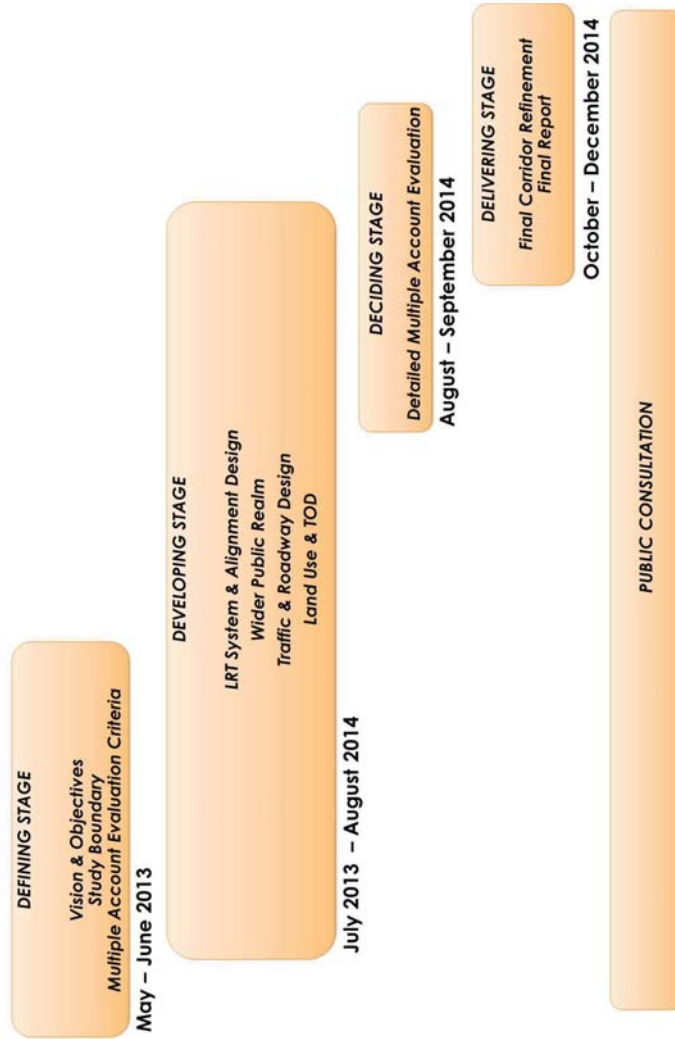 DEFINING STAGE
Vision & Objectives
Study Boundary
Multiple Account Evaluation Criteria
May – June 2013
DEVELOPING STAGE
LRT System & Alignment Design
Wider Public Realm
Traffic & Roadway Design
Land Use & TOD
July 2013 – August 2014
DECIDING STAGE
Detailed Multiple Account Evaluation
August – September 2014
DELIVERING STAGE
Final Corridor Refinement
Final Report
October – December 2014
PUBLIC CONSULTATION